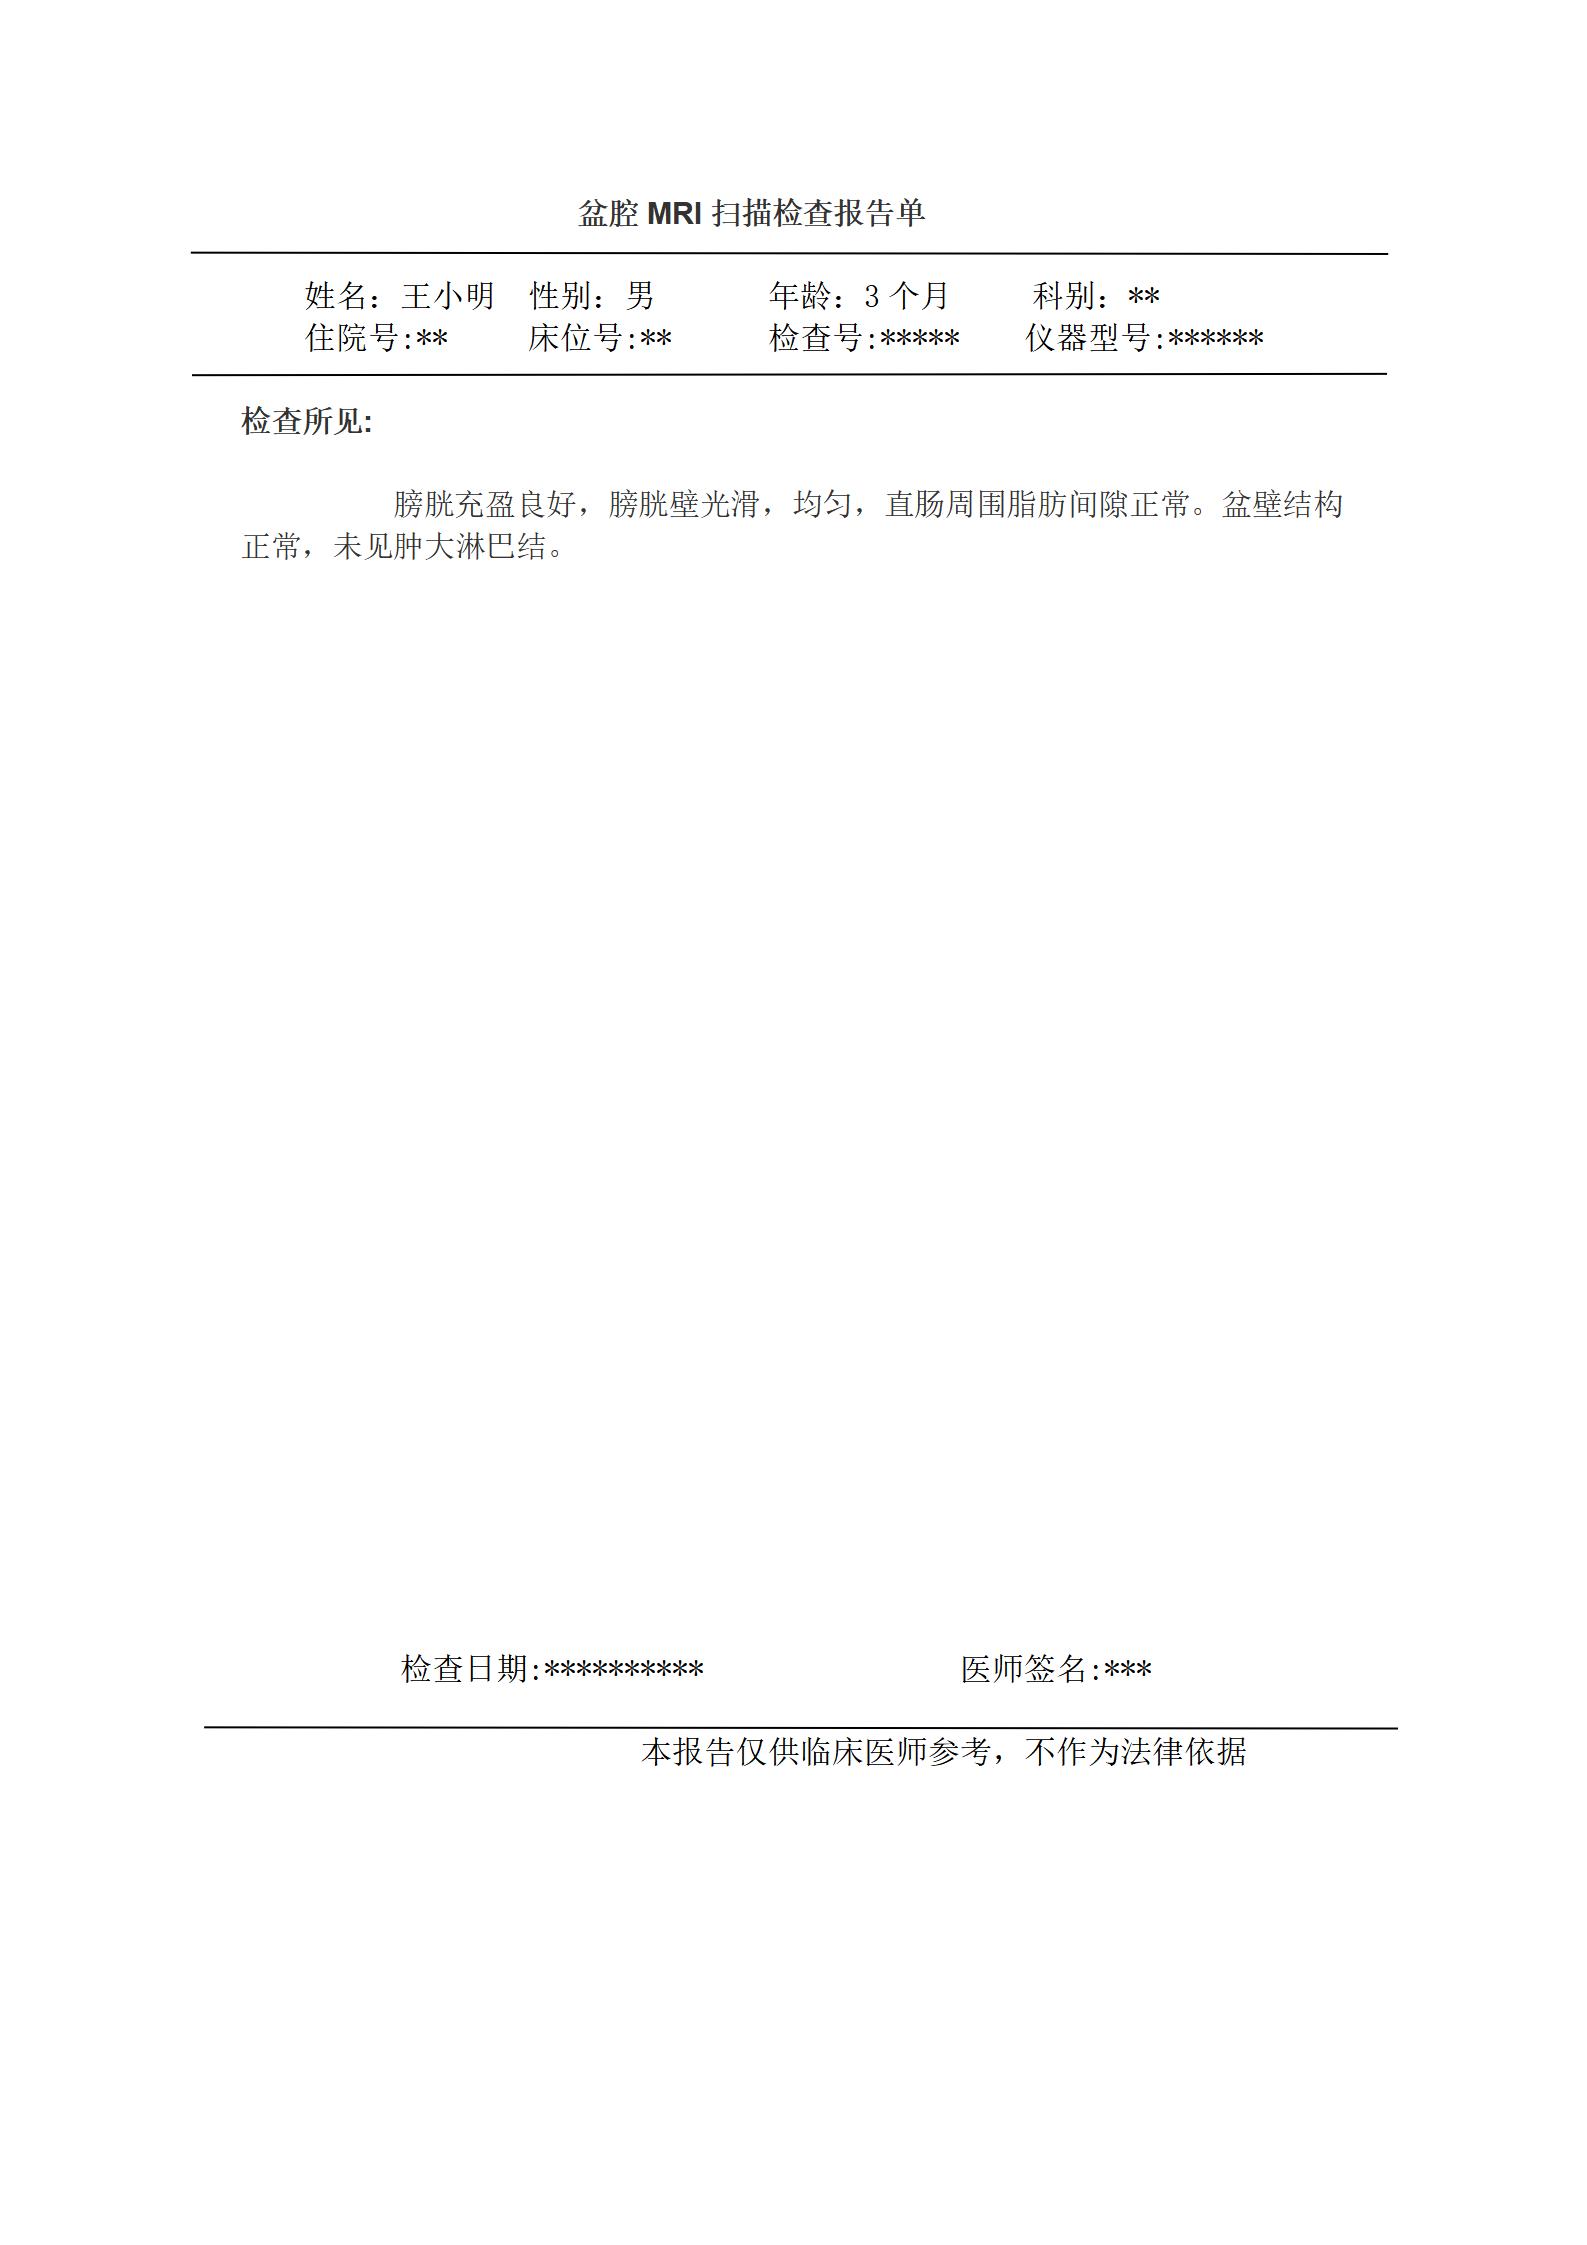 盆腔 MRI 扫描检查报告单
姓名：王小明 性别：男 年龄：3 个月 科别：**
住院号:** 床位号:** 检查号:***** 仪器型号:******
检查所见:
膀胱充盈良好，膀胱壁光滑，均匀，直肠周围脂肪间隙正常。盆壁结构
正常，未见肿大淋巴结。
检查日期:********** 医师签名:***
本报告仅供临床医师参考，不作为法律依据